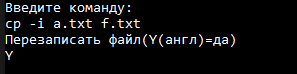 Введите команду:
cp -i a.txt f.txt
Перезаписать файл(Y(англ)=да)
Y